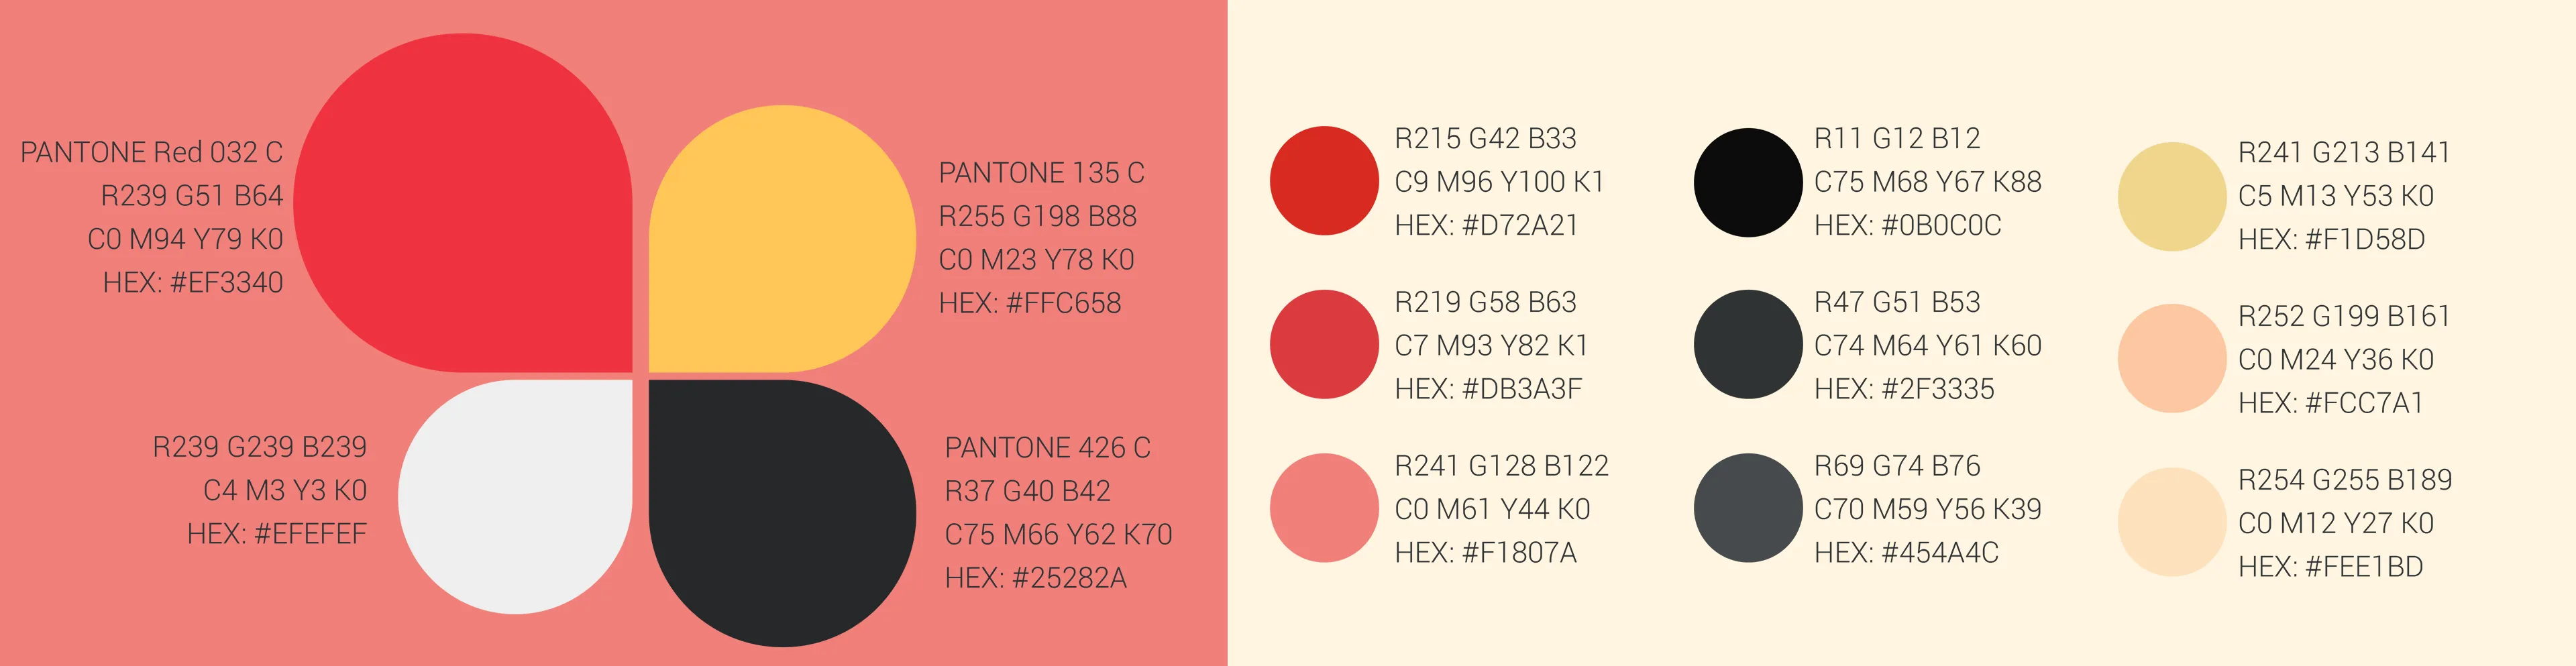 PANTONE Red 032 C
R239 G51 B64
C0 M94 Y79 K0
HEX: #EF3340
PANTONE 135 C
R255 G198 B88
C0 M23 Y78 K0
HEX: #FFC658
R239 G239 B239
C4 M3 Y3 K0
HEX: #EFEFEF
PANTONE 426 C
R37 G40 B42
C75 M66 Y62 K70
HEX: #25282A
R215 G42 B33
C9 M96 Y100 K1
HEX: #D72A21
R219 G58 B63
C7 M93 Y82 K1
HEX: #DB3A3F
R241 G128 B122
C0 M61 Y44 K0
HEX: #F1807A
R11 G12 B12
C75 M68 Y67 K88
HEX: #0B0C0C
R47 G51 B53
C74 M64 Y61 K60
HEX: #2F3335
R69 G74 B76
C70 M59 Y56 K39
HEX: #454A4C
R241 G213 B141
C5 M13 Y53 K0
HEX: #F1D58D
R252 G199 B161
C0 M24 Y36 K0
HEX: #FCC7A1
R254 G255 B189
C0 M12 Y27 K0
HEX: #FEE1BD